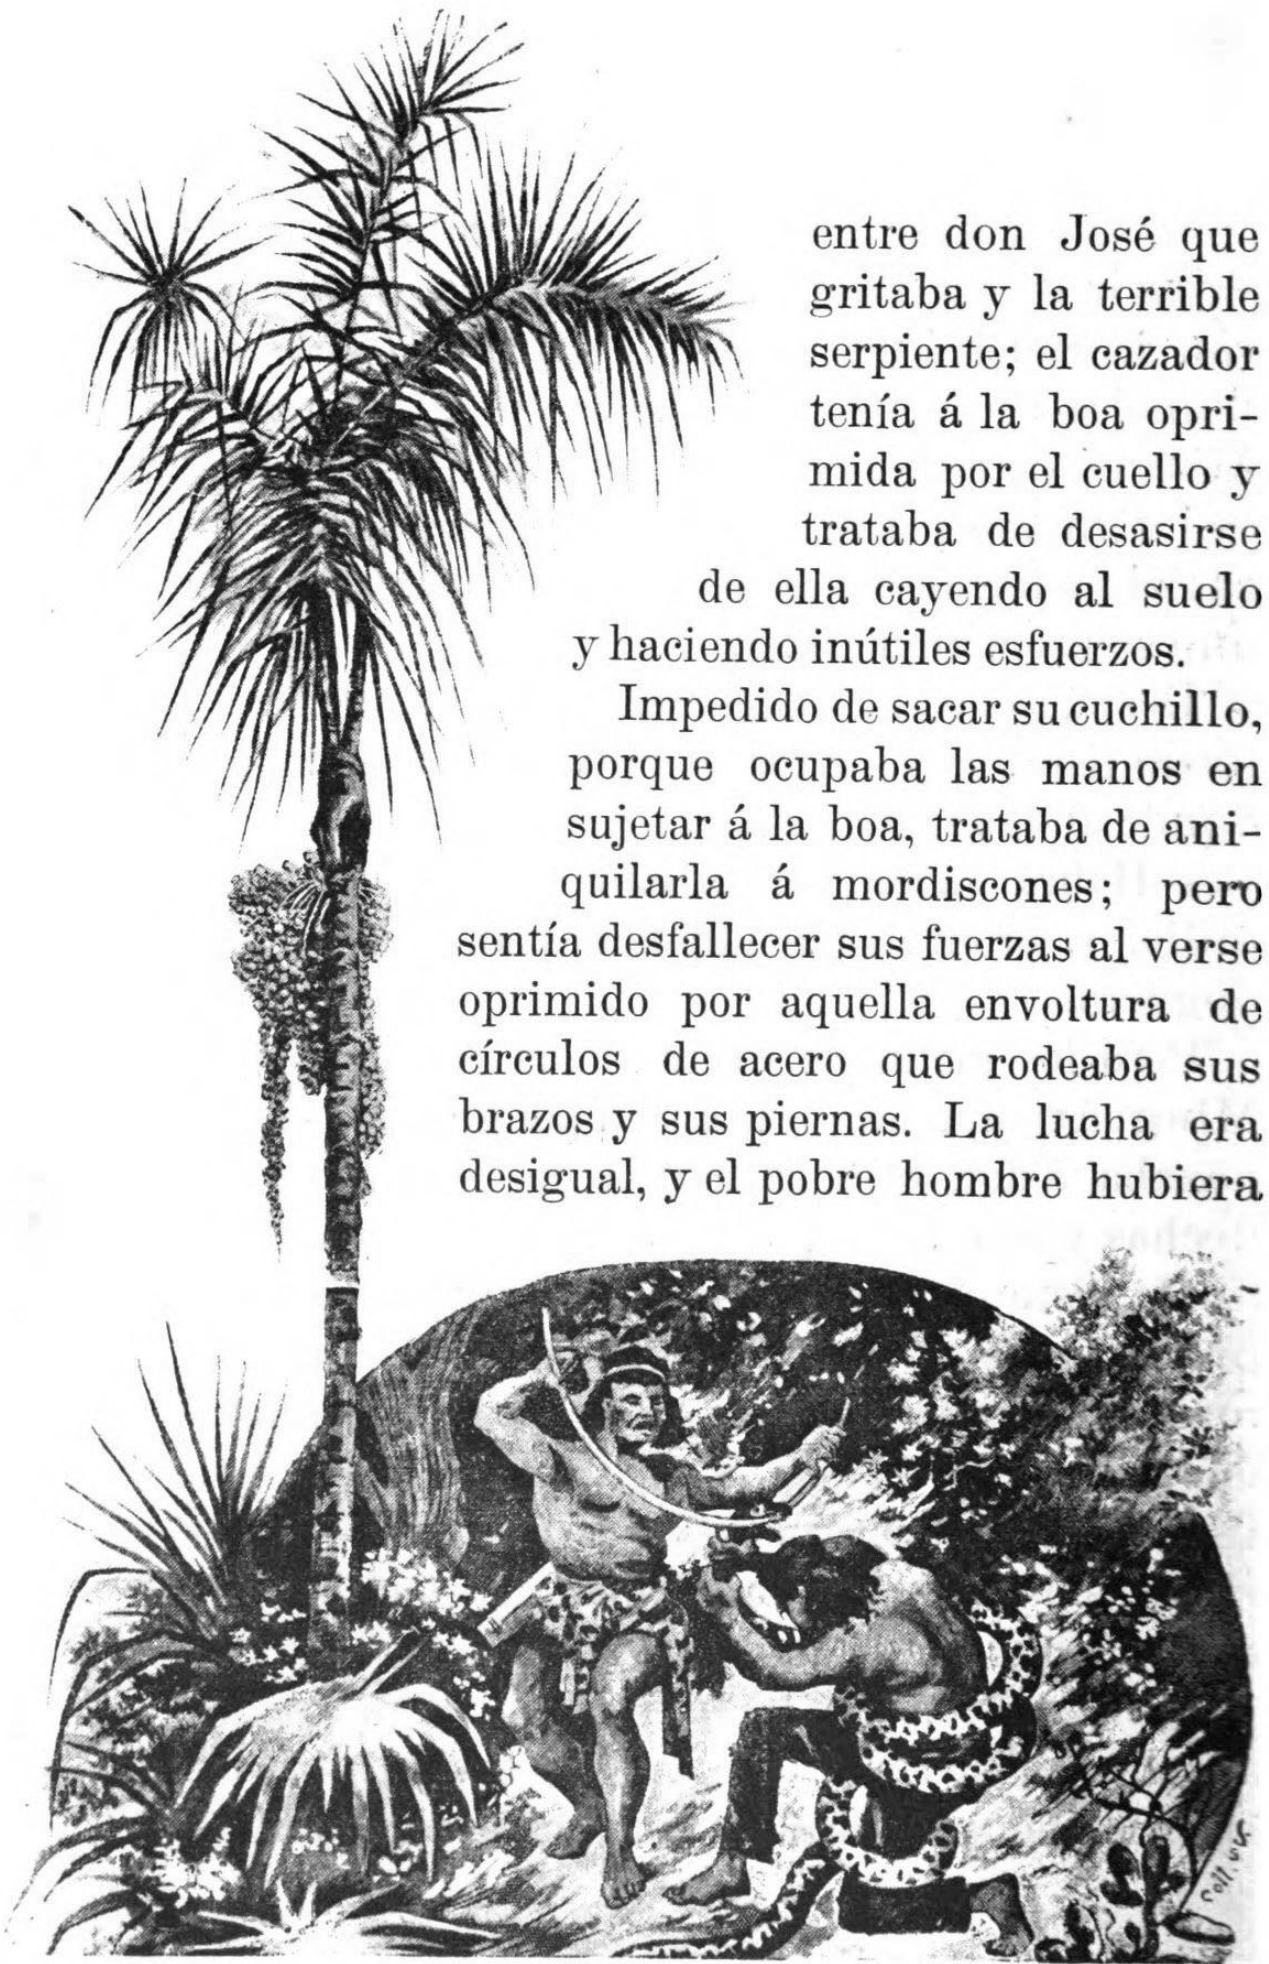 entre don José que
gritaba y la terrible
serpiente; el cazador
tenía á la boa opri-
mida por el cuello y
trataba de desasirse
de ella cayendo al suelo
y haciendo inútiles esfuerzos.
Impedido de sacar su cuchillo,
porque ocupaba las manos en
sujetar á la boa, trataba de ani-
quilarla á mordiscones; pero
sentía desfallecer sus fuerzas al verse
oprimido por aquella envoltura de
círculos de acero que rodeaba sus
brazos y sus piernas. La lucha era
desigual, y el pobre hombre hubiera